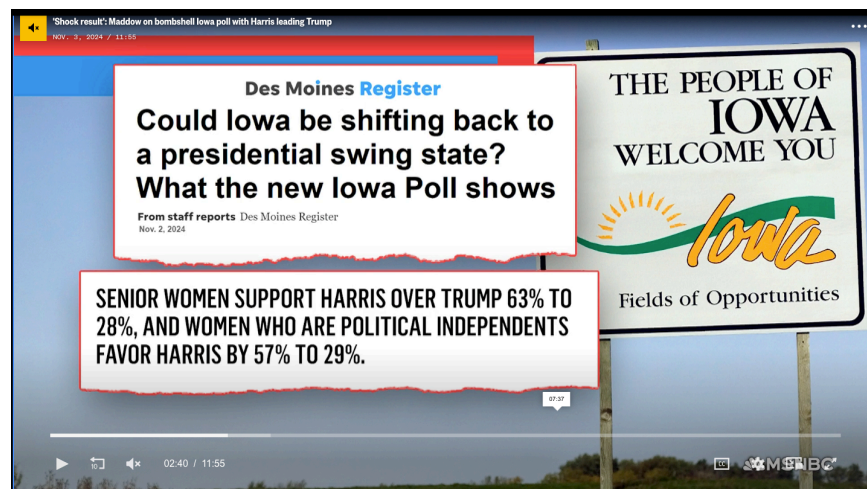 'Shock result': Maddow on bombshell Iowa poll with Harris leading Trump
NOV. 3, 2024 / 11:55
Des Moines Register
Could Iowa be shifting back to
a presidential swing state?
What the new Iowa Poll shows
From staff reports Des Moines Register
Nov. 2, 2024
SENIOR WOMEN SUPPORT HARRIS OVER TRUMP 63% TO
28%, AND WOMEN WHO ARE POLITICAL INDEPENDENTS
FAVOR HARRIS BY 57% TO 29%.
THE PEOPLE OF
IOWA
WELCOME YOU
Iowa
Fields of Opportunities
07:37
10
02:40 / 11:55
CC
MSNBC